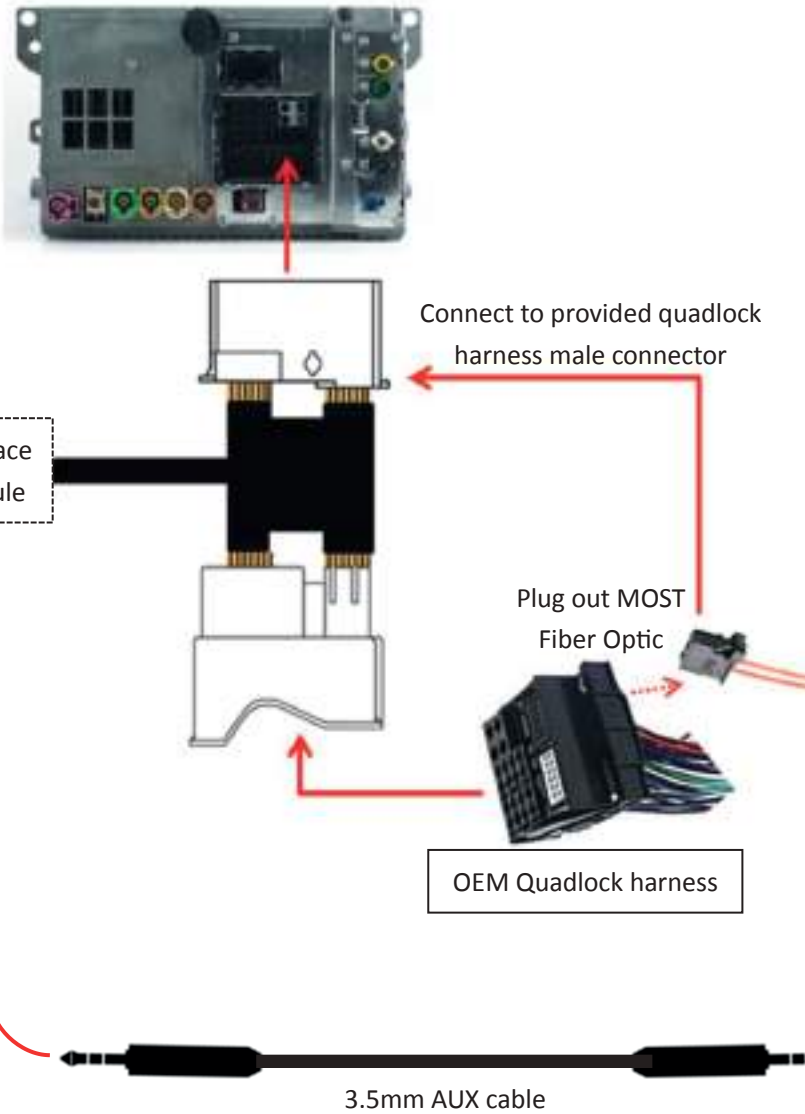 Connect to provided quadlock
harness male connector
Plug out MOST
Fiber Optic
OEM Quadlock harness
3.5mm AUX cable